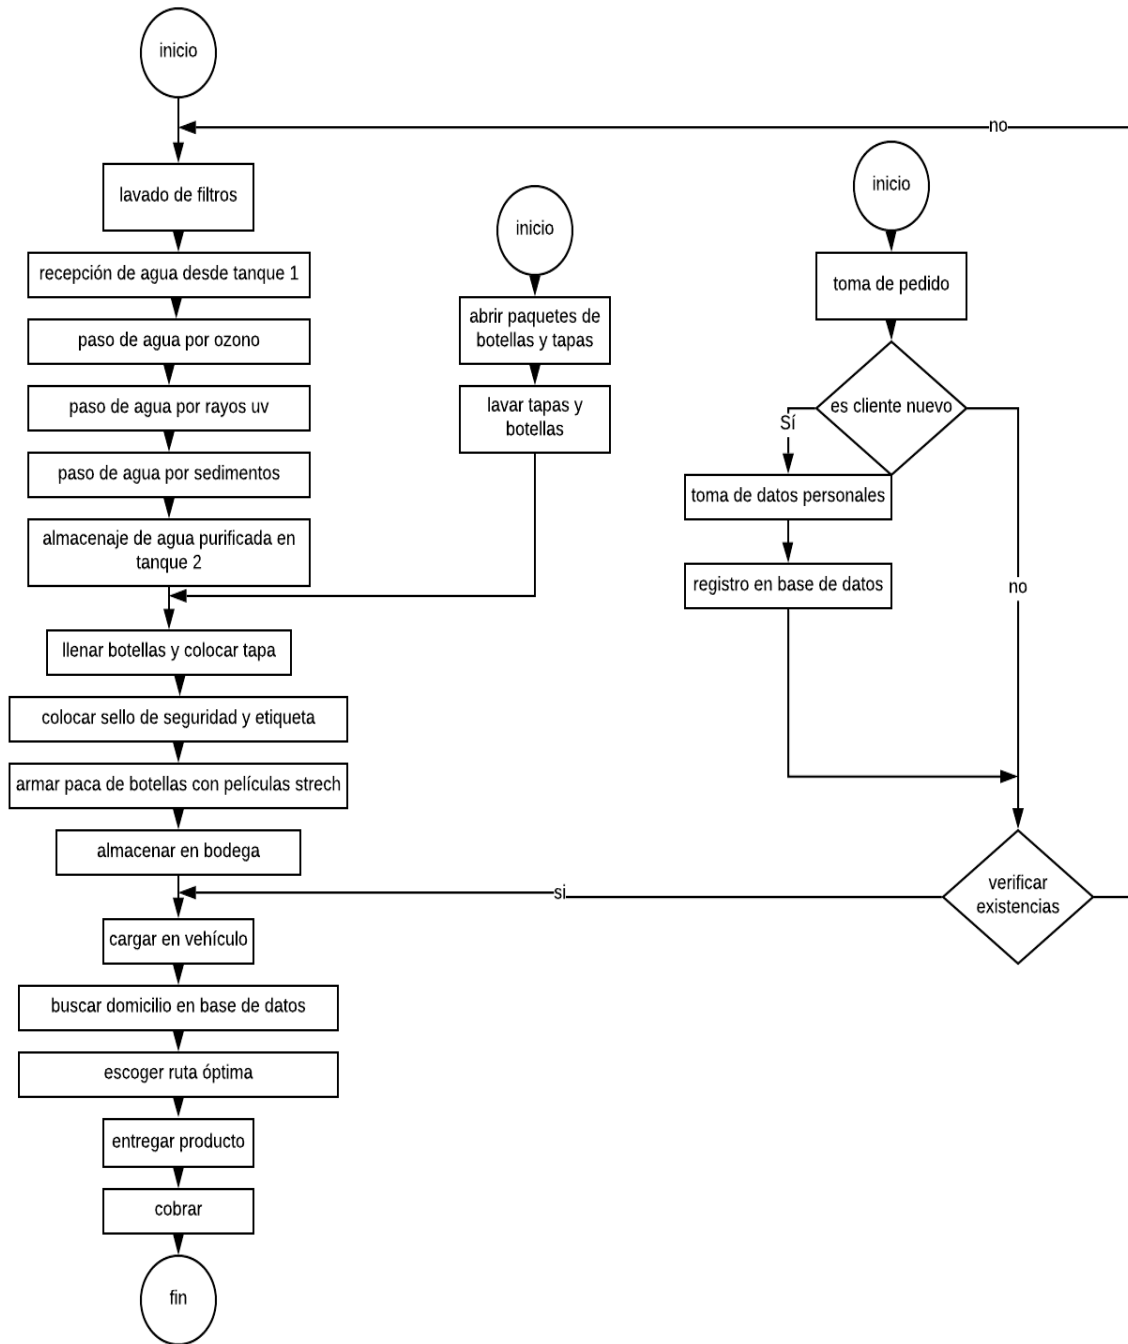 inicio
no
lavado de filtros
recepción de agua desde tanque 1
paso de agua por ozono
paso de agua por rayos uv
paso de agua por sedimentos
almacenaje de agua purificada en
tanque 2
llenar botellas y colocar tapa
colocar sello de seguridad y etiqueta
armar paca de botellas con películas strech
almacenar en bodega
cargar en vehículo
buscar domicilio en base de datos
escoger ruta óptima
entregar producto
cobrar
fin
inicio
abrir paquetes de
botellas y tapas
lavar tapas y
botellas
inicio
toma de pedido
es cliente nuevo
Sí
toma de datos personales
registro en base de datos
no
verificar
existencias
si